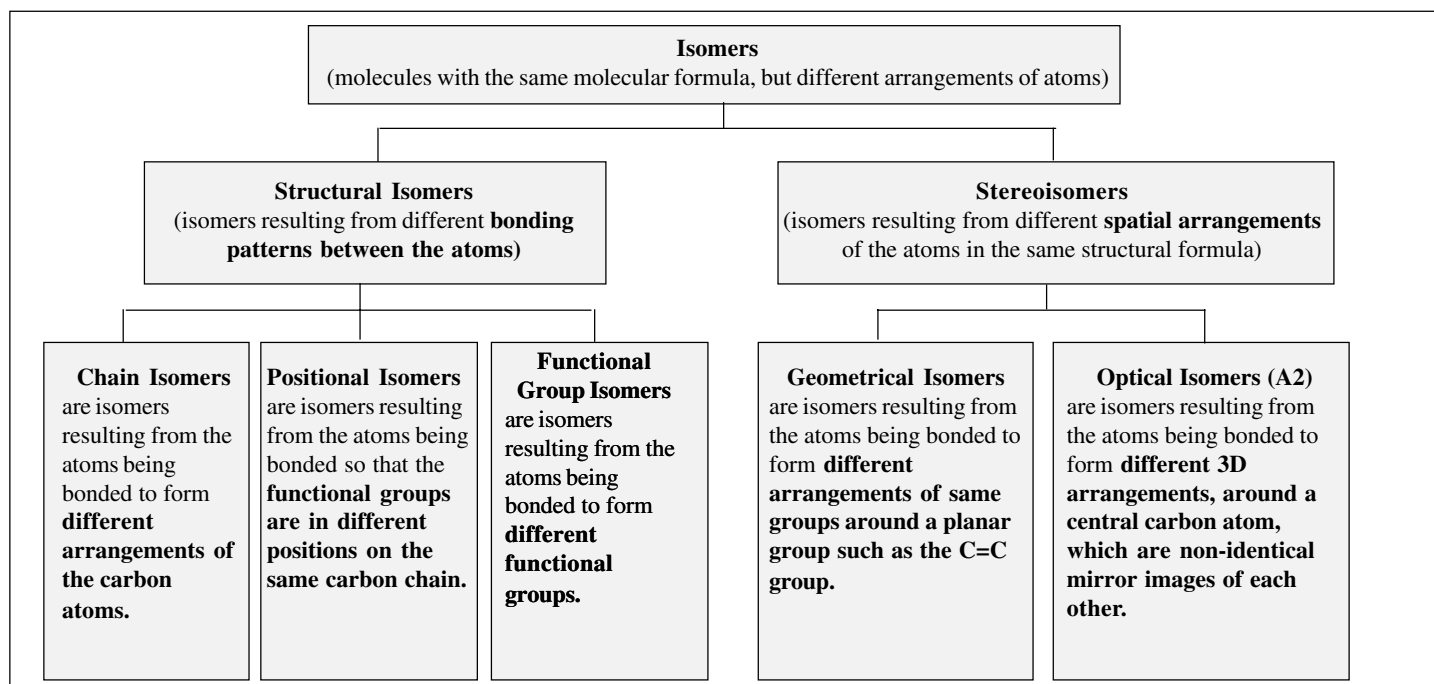 Isomers
(molecules with the same molecular formula, but different arrangements of atoms)
Structural Isomers
(isomers resulting from different bonding
patterns between the atoms)
Stereoisomers
(isomers resulting from different spatial arrangements
of the atoms in the same structural formula)
Chain Isomers
are isomers
resulting from the
atoms being
bonded to form
different
arrangements of
the carbon
atoms.
Positional Isomers
are isomers resulting
from the atoms being
bonded so that the
functional groups
are in different
positions on the
same carbon chain.
Functional
Group Isomers
are isomers
resulting from the
atoms being
bonded to form
different
functional
groups.
Geometrical Isomers
are isomers resulting from
the atoms being bonded to
form different
arrangements of same
groups around a planar
group such as the C=C
group.
Optical Isomers (A2)
are isomers resulting from
the atoms being bonded to
form different 3D
arrangements, around a
central carbon atom,
which are non-identical
mirror images of each
other.